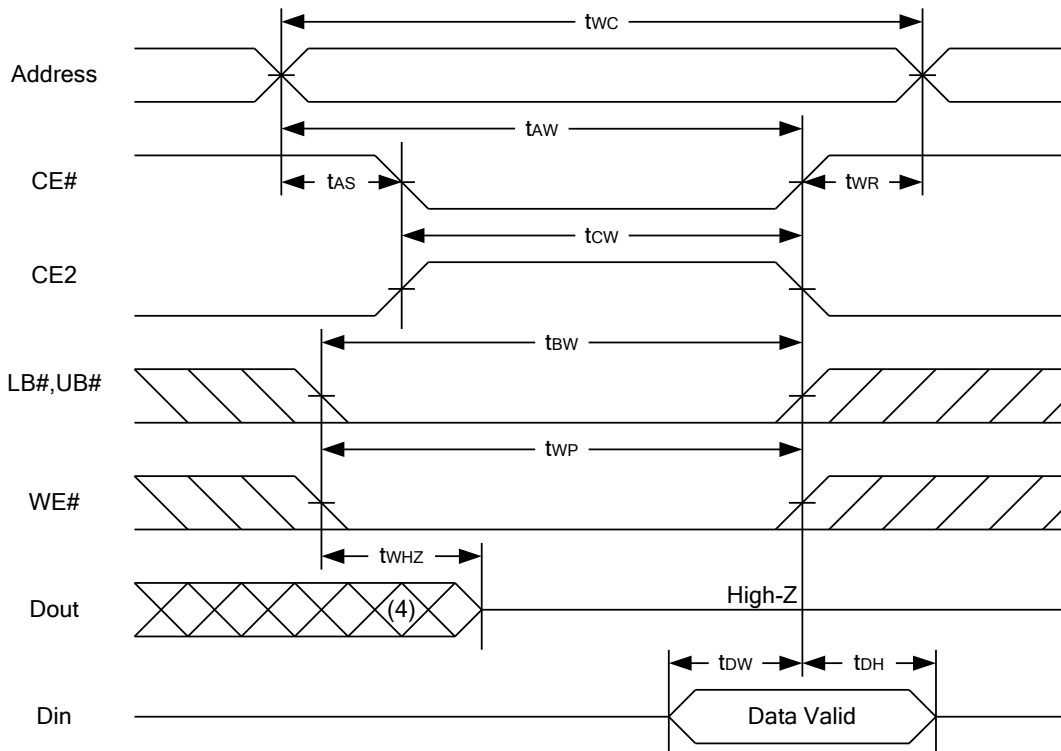 tWC
Address
tAW
CE#
tAS
tWR
tCW
CE2
tBW
LB#,UB#
tWP
WE#
tWHZ
Dout
(4)
High-Z
tDW
tDH
Din
Data Valid